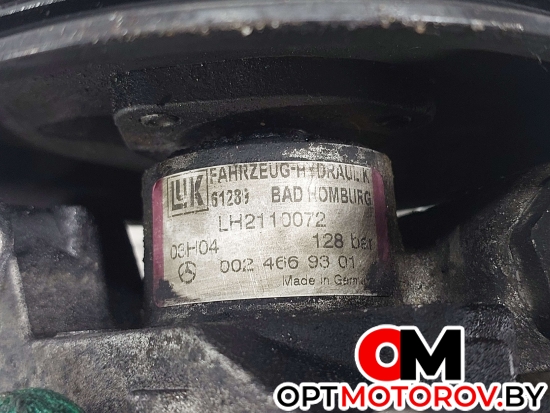 LUK FAHRZEUG-HYDRAULIK
61289 BAD HOMBURG
LH2110072
03H04 128 bar
002 466 93 01
Made in Germ
OM
OPTMOTOROV.BY